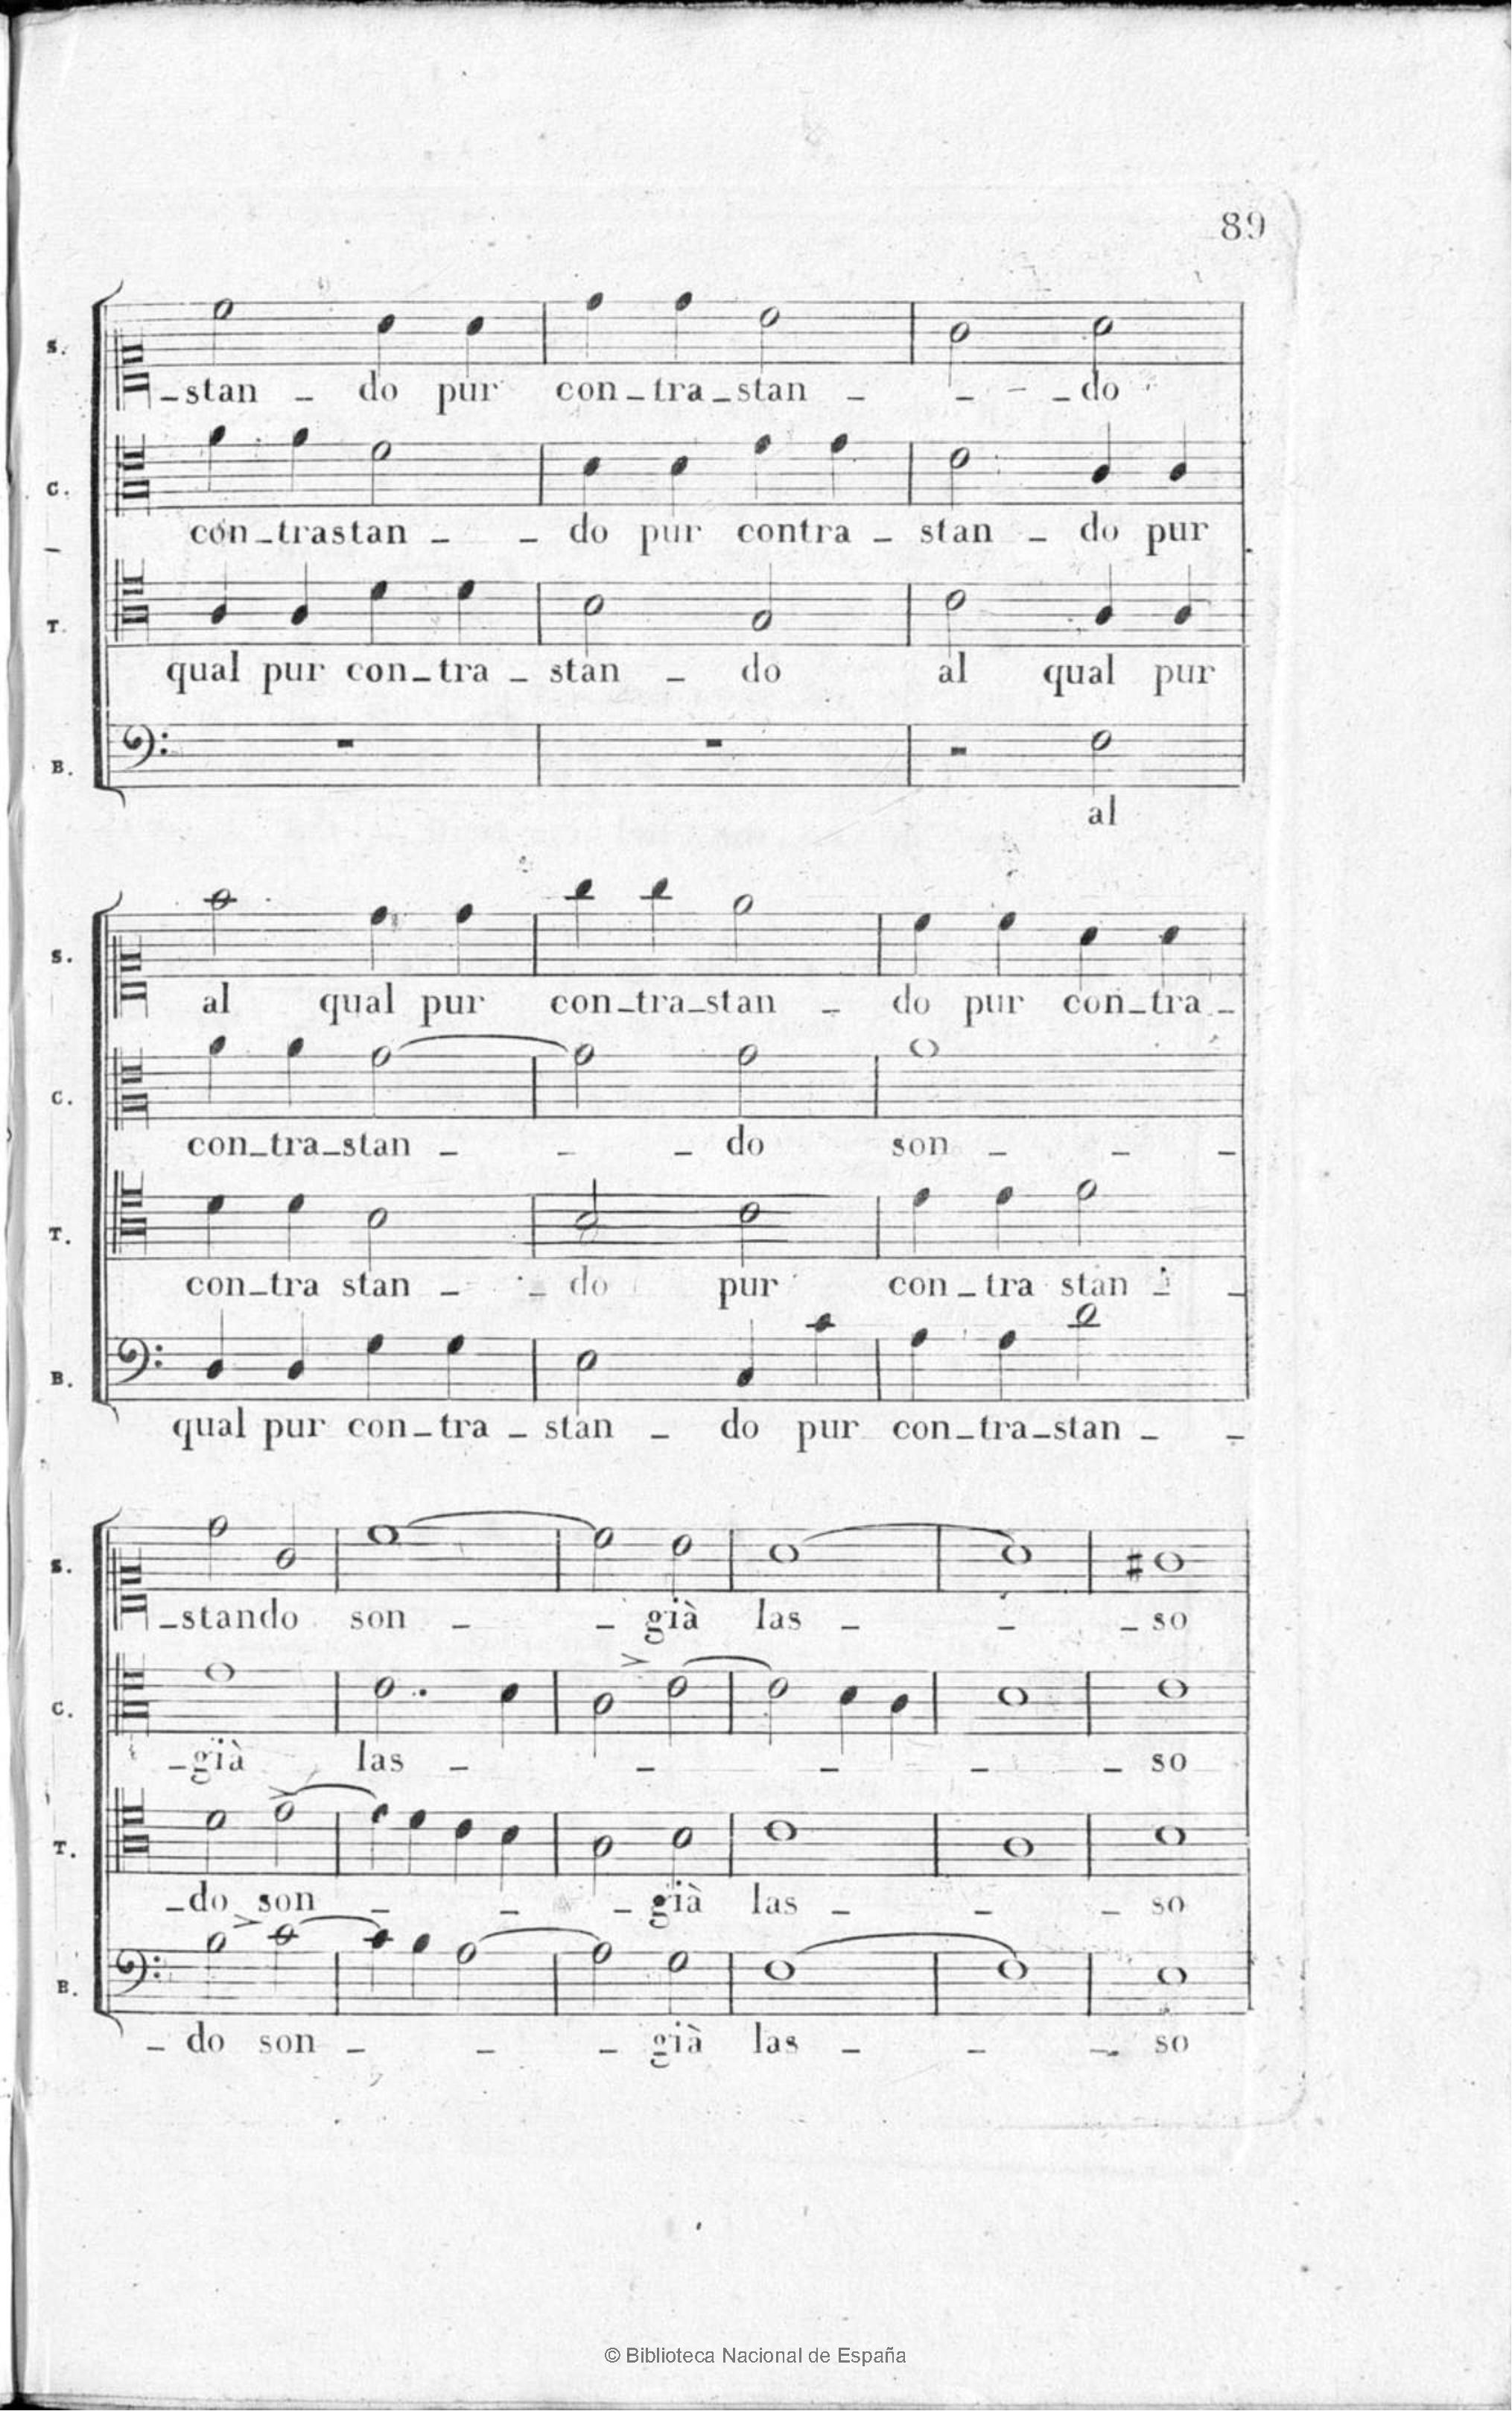 89
S.
_stan _ do pur con_tra_stan _ _ _do
C.
con_trastan _ _ do pur contra _ stan _ do pur
T.
qual pur con_tra _ stan _ do al qual pur
B.
al
S.
al qual pur con_tra_stan _ do pur con_tra_
C.
con_tra_stan _ _ _ do son _ _ _
T.
con_tra stan _ _ do pur con_tra stan _ _
B.
qual pur con_tra _ stan _ do pur con_tra_stan _ _
S.
_stando son _ _ già las _ _ _ so
C.
_già las _ _ _ _ _ so
T.
_do son _ _ _ già las _ _ _ so
B.
_ do son _ _ _ già las _ _ _ so
© Biblioteca Nacional de España